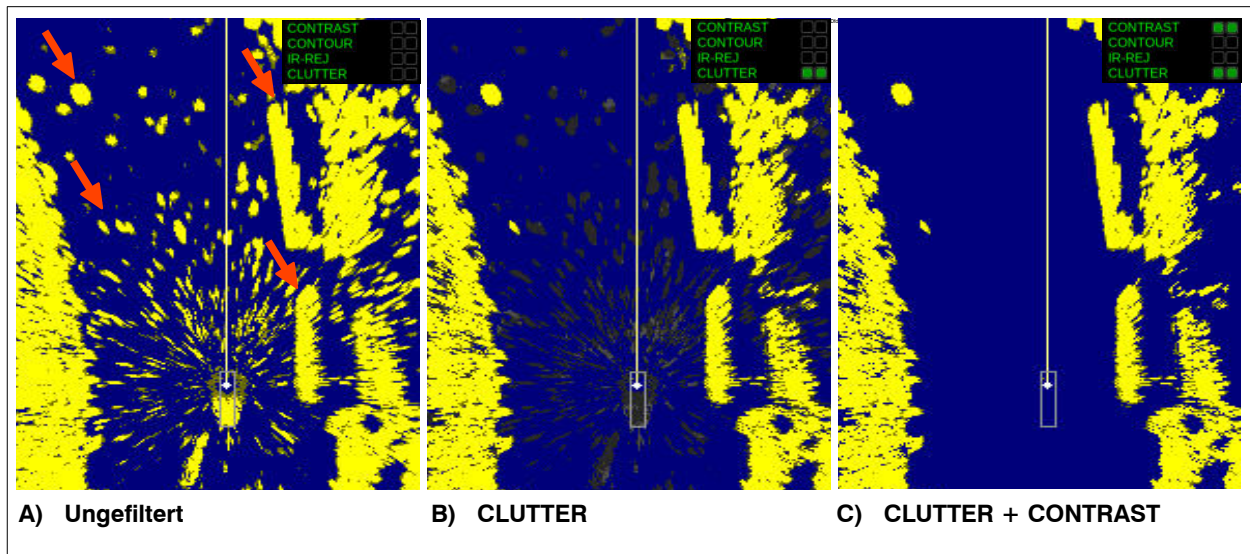 CONTRAST
CONTOUR
IR-REJ
CLUTTER
CONTRAST
CONTOUR
IR-REJ
CLUTTER
CONTRAST
CONTOUR
IR-REJ
CLUTTER
A) Ungefiltert
B) CLUTTER
C) CLUTTER + CONTRAST